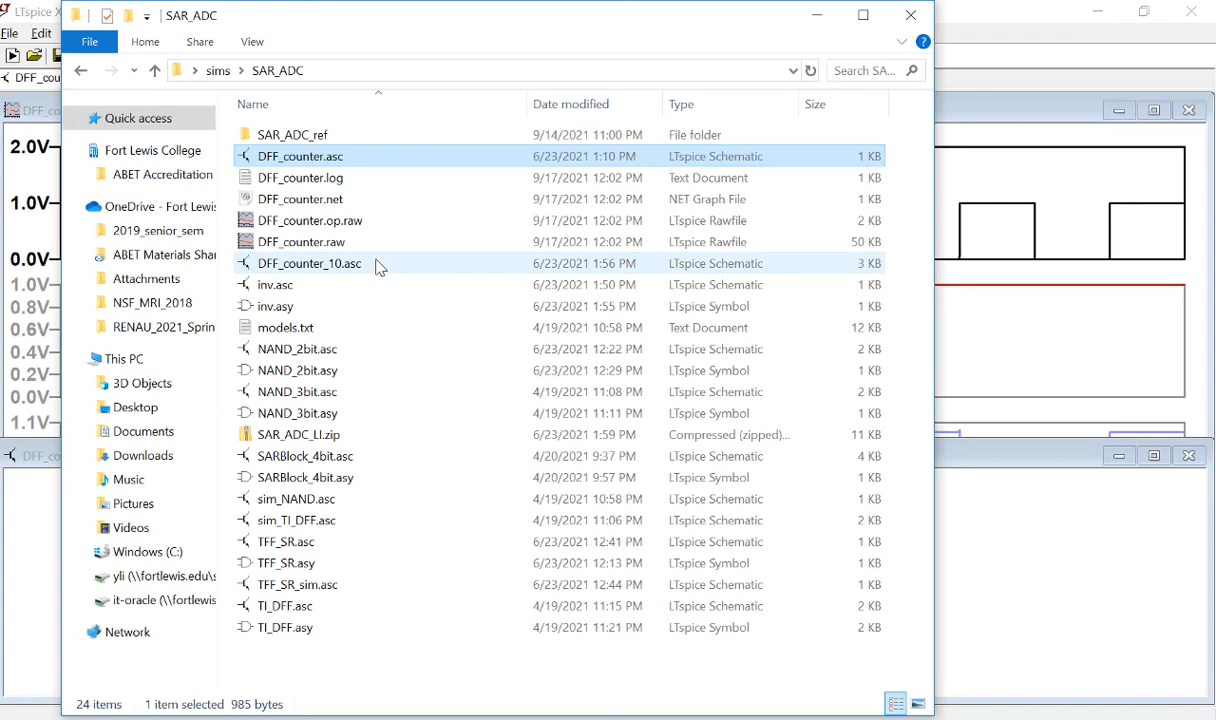 LTspice X
SAR_ADC
File Edit
File Home Share View
sims SAR_ADC
Search SA...
DFF_cou
DFF_co
Name Date modified Type Size
Quick access
Fort Lewis College
ABET Accreditation
OneDrive - Fort Lewis
2019_senior_sem
ABET Materials Shar
Attachments
NSF_MRI_2018
RENAU_2021_Sprin
This PC
3D Objects
Desktop
Documents
Downloads
Music
Pictures
Videos
Windows (C:)
yli (\\fortlewis.edu\s
it-oracle (\\fortlewis
Network
SAR_ADC_ref 9/14/2021 11:00 PM File folder
DFF_counter.asc 6/23/2021 1:10 PM LTspice Schematic 1 KB
DFF_counter.log 9/17/2021 12:02 PM Text Document 1 KB
DFF_counter.net 9/17/2021 12:02 PM NET Graph File 1 KB
DFF_counter.op.raw 9/17/2021 12:02 PM LTspice Rawfile 2 KB
DFF_counter.raw 9/17/2021 12:02 PM LTspice Rawfile 50 KB
DFF_counter_10.asc 6/23/2021 1:56 PM LTspice Schematic 3 KB
inv.asc 6/23/2021 1:50 PM LTspice Schematic 1 KB
inv.asy 6/23/2021 1:55 PM LTspice Symbol 1 KB
models.txt 4/19/2021 10:58 PM Text Document 12 KB
NAND_2bit.asc 6/23/2021 12:22 PM LTspice Schematic 2 KB
NAND_2bit.asy 6/23/2021 12:29 PM LTspice Symbol 1 KB
NAND_3bit.asc 4/19/2021 11:08 PM LTspice Schematic 2 KB
NAND_3bit.asy 4/19/2021 11:11 PM LTspice Symbol 1 KB
SAR_ADC_LI.zip 6/23/2021 1:59 PM Compressed (zipped)... 11 KB
SARBlock_4bit.asc 4/20/2021 9:37 PM LTspice Schematic 4 KB
SARBlock_4bit.asy 4/20/2021 9:57 PM LTspice Symbol 1 KB
sim_NAND.asc 4/19/2021 10:58 PM LTspice Schematic 1 KB
sim_TI_DFF.asc 4/19/2021 11:06 PM LTspice Schematic 2 KB
TFF_SR.asc 6/23/2021 12:41 PM LTspice Schematic 1 KB
TFF_SR.asy 6/23/2021 12:13 PM LTspice Symbol 1 KB
TFF_SR_sim.asc 6/23/2021 12:44 PM LTspice Schematic 1 KB
TI_DFF.asc 4/19/2021 11:15 PM LTspice Schematic 2 KB
TI_DFF.asy 4/19/2021 11:21 PM LTspice Symbol 2 KB
2.0V
1.0V
0.0V
1.0V
0.8V
0.6V
0.4V
0.2V
0.0V
1.1V
DFF_co
24 items 1 item selected 985 bytes